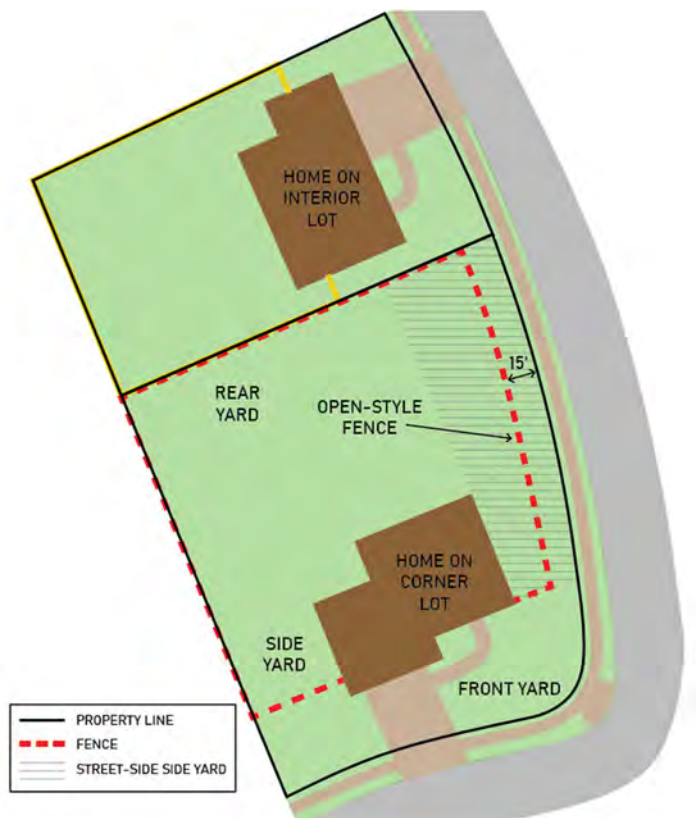 HOME ON
INTERIOR
LOT
15'
REAR
YARD
OPEN-STYLE
FENCE
HOME ON
CORNER
LOT
SIDE
YARD
FRONT YARD
PROPERTY LINE
FENCE
STREET-SIDE SIDE YARD